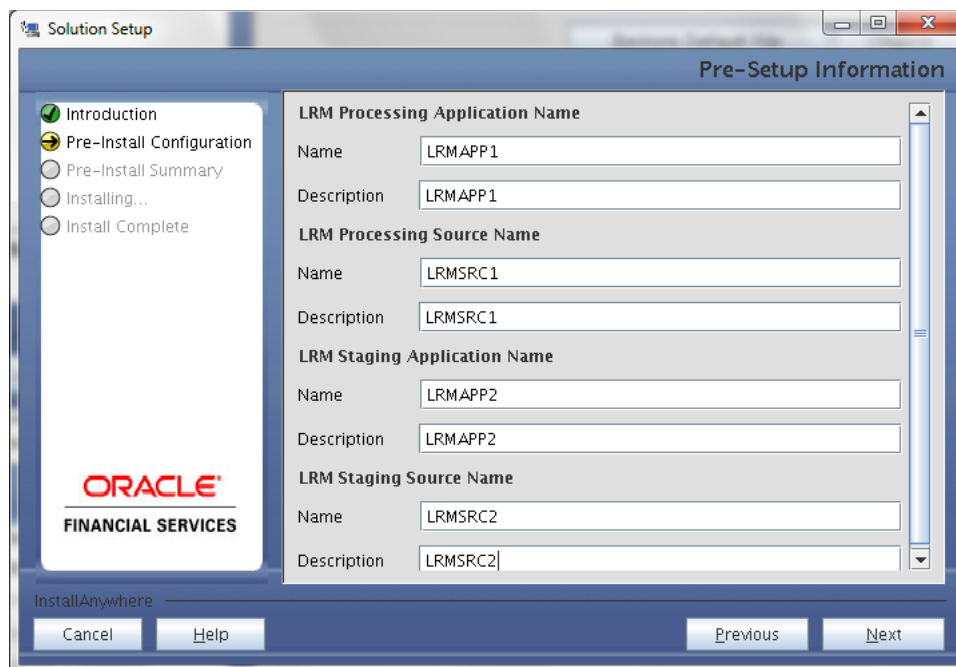 Solution Setup
Pre-Setup Information
Introduction
Pre-Install Configuration
Pre-Install Summary
Installing...
Install Complete
ORACLE®
FINANCIAL SERVICES
LRM Processing Application Name
Name LRMAPP1
Description LRMAPP1
LRM Processing Source Name
Name LRMSRC1
Description LRMSRC1
LRM Staging Application Name
Name LRMAPP2
Description LRMAPP2
LRM Staging Source Name
Name LRMSRC2
Description LRMSRC2
InstallAnywhere
Cancel Help Previous Next